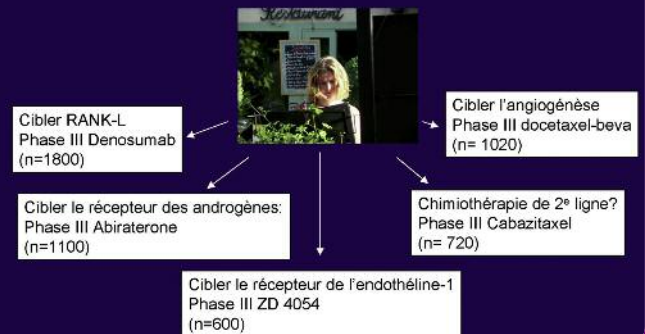 Restaurant
Cibler RANK-L
Phase III Denosumab
(n=1800)
Cibler l'angiogénèse
Phase III docetaxel-beva
(n= 1020)
Cibler le récepteur des androgènes:
Phase III Abiraterone
(n=1100)
Chimiothérapie de 2e ligne?
Phase III Cabazitaxel
(n= 720)
Cibler le récepteur de l'endothéline-1
Phase III ZD 4054
(n=600)